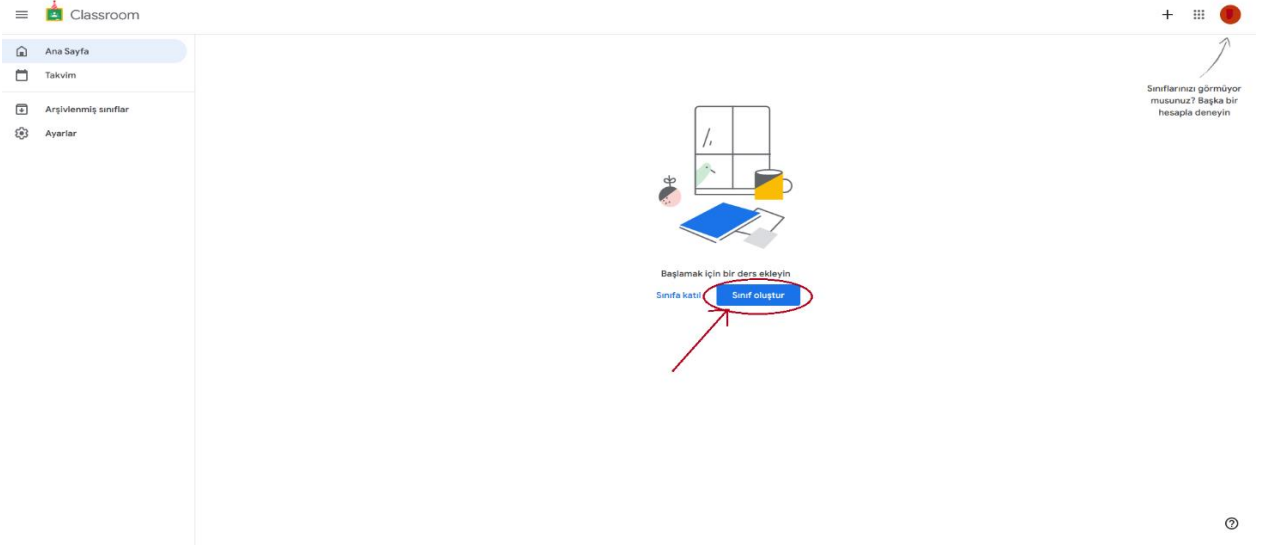 Classroom
Ana Sayfa
Takvim
Arşivlenmiş sınıflar
Ayarlar
Sınıflarınızı görmüyor
musunuz? Başka bir
hesapla deneyin
Başlamak için bir ders ekleyin
Sınıfa katıl
Sınıf oluştur